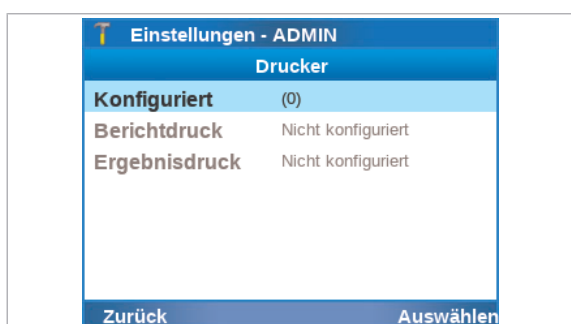 Einstellungen - ADMIN
Drucker
Konfiguriert (0)
Berichtdruck Nicht konfiguriert
Ergebnisdruck Nicht konfiguriert
Zurück Auswählen